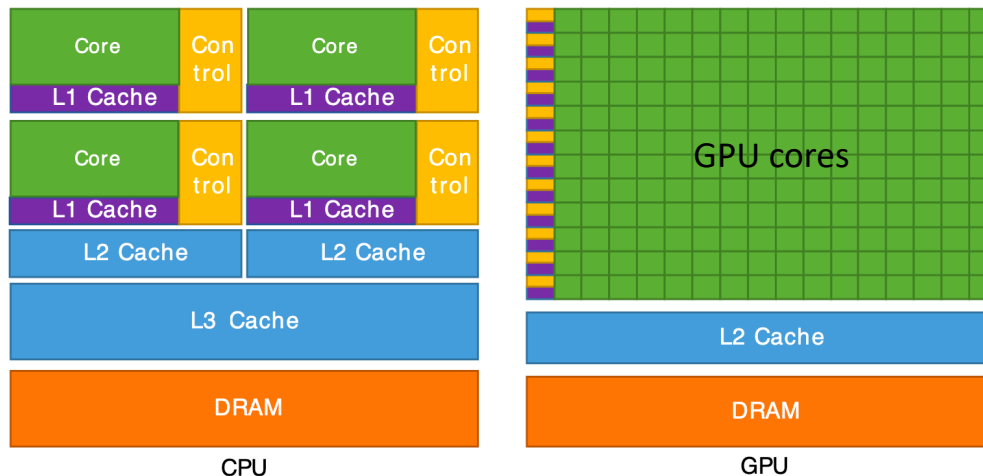 Core
Con
trol
Core
Con
trol
L1 Cache
L1 Cache
Core
Con
trol
Core
Con
trol
L1 Cache
L1 Cache
L2 Cache
L2 Cache
L3 Cache
DRAM
CPU
GPU cores
L2 Cache
DRAM
GPU